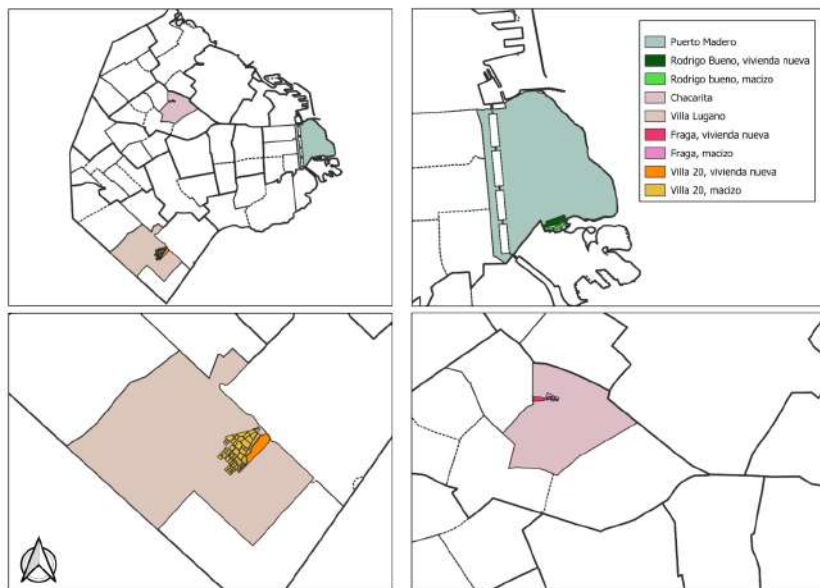 Puerto Madero
Rodrigo Bueno, vivienda nueva
Rodrigo bueno, macizo
Chacarita
Villa Lugano
Fraga, vivienda nueva
Fraga, macizo
Villa 20, vivienda nueva
Villa 20, macizo